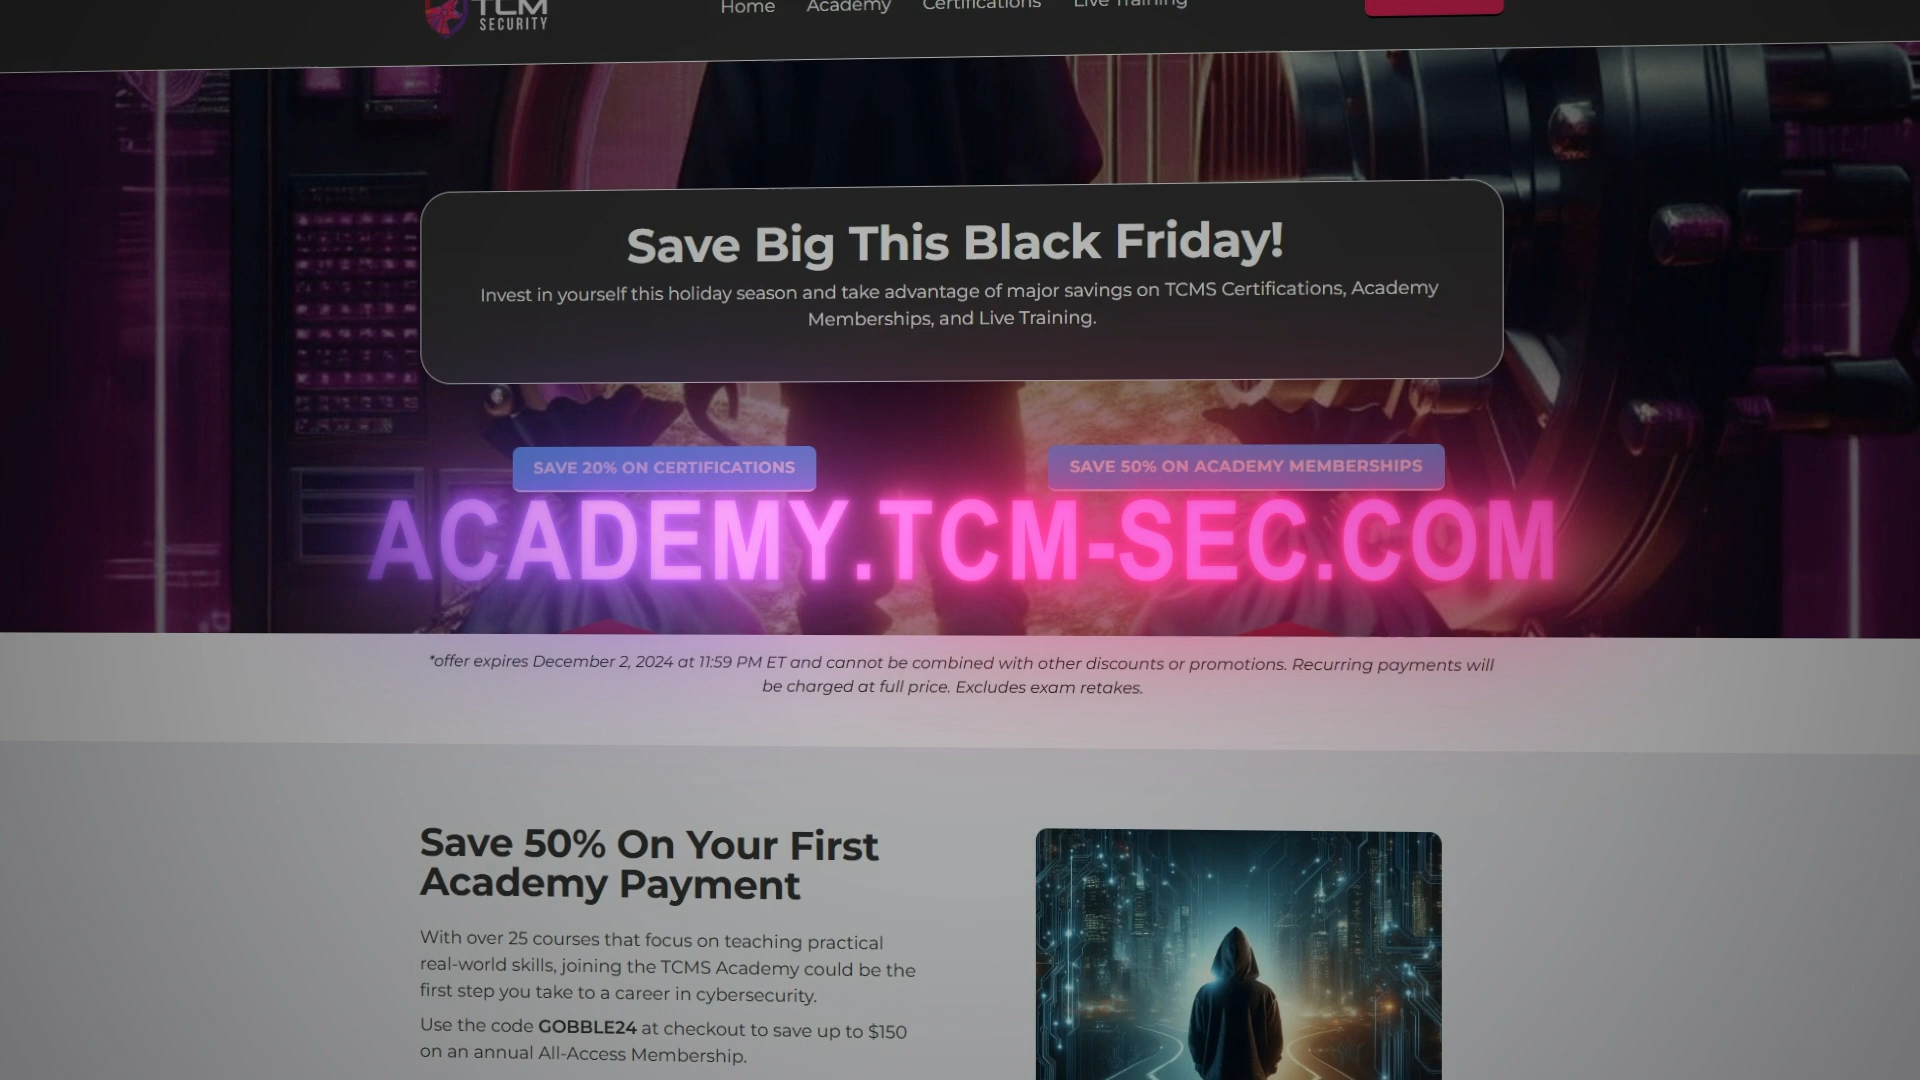 TCM
SECURITY
Home Academy Certifications Live Training
Save Big This Black Friday!
Invest in yourself this holiday season and take advantage of major savings on TCMS Certifications, Academy
Memberships, and Live Training.
SAVE 20% ON CERTIFICATIONS
SAVE 50% ON ACADEMY MEMBERSHIPS
ACADEMY.TCM-SEC.COM
*offer expires December 2, 2024 at 11:59 PM ET and cannot be combined with other discounts or promotions. Recurring payments will
be charged at full price. Excludes exam retakes.
Save 50% On Your First
Academy Payment
With over 25 courses that focus on teaching practical
real-world skills, joining the TCMS Academy could be the
first step you take to a career in cybersecurity.
Use the code GOBBLE24 at checkout to save up to $150
on an annual All-Access Membership.